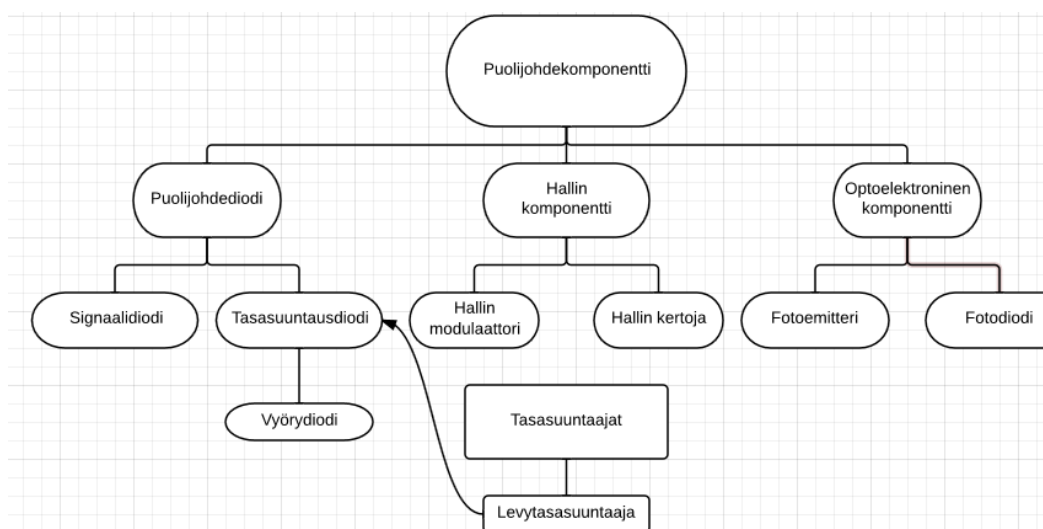 Puolijohdekomponentti
Puolijohdediodi
Hallin
komponentti
Optoelektroninen
komponentti
Signaalidiodi
Tasasuuntausdiodi
Hallin
modulaattori
Hallin kertoja
Fotoemitteri
Fotodiodi
Vyörydiodi
Tasasuuntaajat
Levytasasuuntaaja